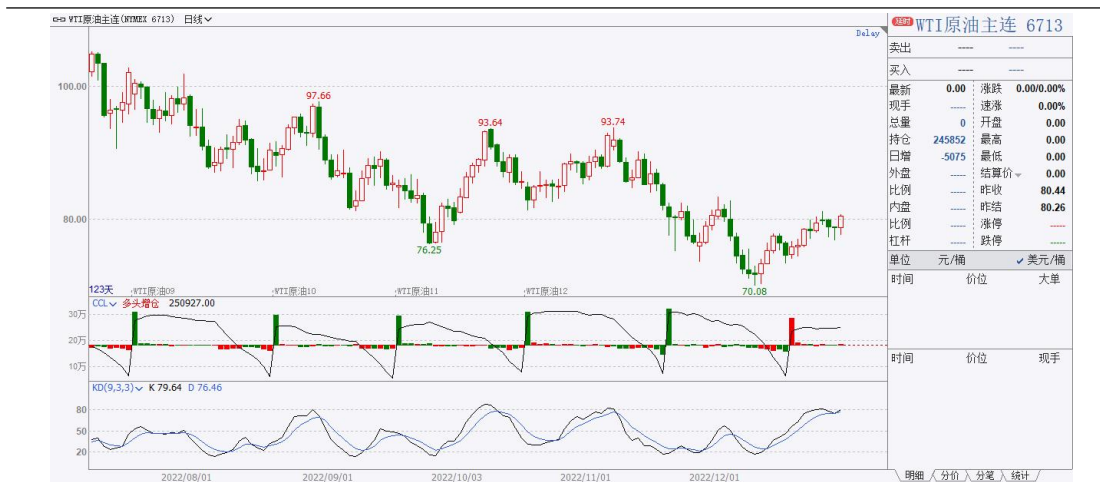 WTI原油主连(NYMEX 6713) 日线
Delay
100.00
80.00
97.66
93.64
93.74
76.25
70.08
123天
WTI原油09
WTI原油10
WTI原油11
WTI原油12
CCL 多头增仓 250927.00
30万
20万
10万
KD(9,3,3) K 79.64 D 76.46
80
50
20
2022/08/01
2022/09/01
2022/10/03
2022/11/01
2022/12/01
延时 WTI原油主连 6713
卖出 ---- ----
买入 ---- ----
最新 0.00 涨跌 0.00/0.00%
现手 ---- 速涨 0.00%
总量 0 开盘 0.00
持仓 245852 最高 0.00
日增 -5075 最低 0.00
外盘 ---- 结算价 0.00
比例 ---- 昨收 80.44
内盘 ---- 昨结 80.26
比例 ---- 涨停 ----
杠杆 ---- 跌停 ----
单位 元/桶 ✓美元/桶
时间 价位 大单
时间 价位 现手
明细 分价 分笔 统计